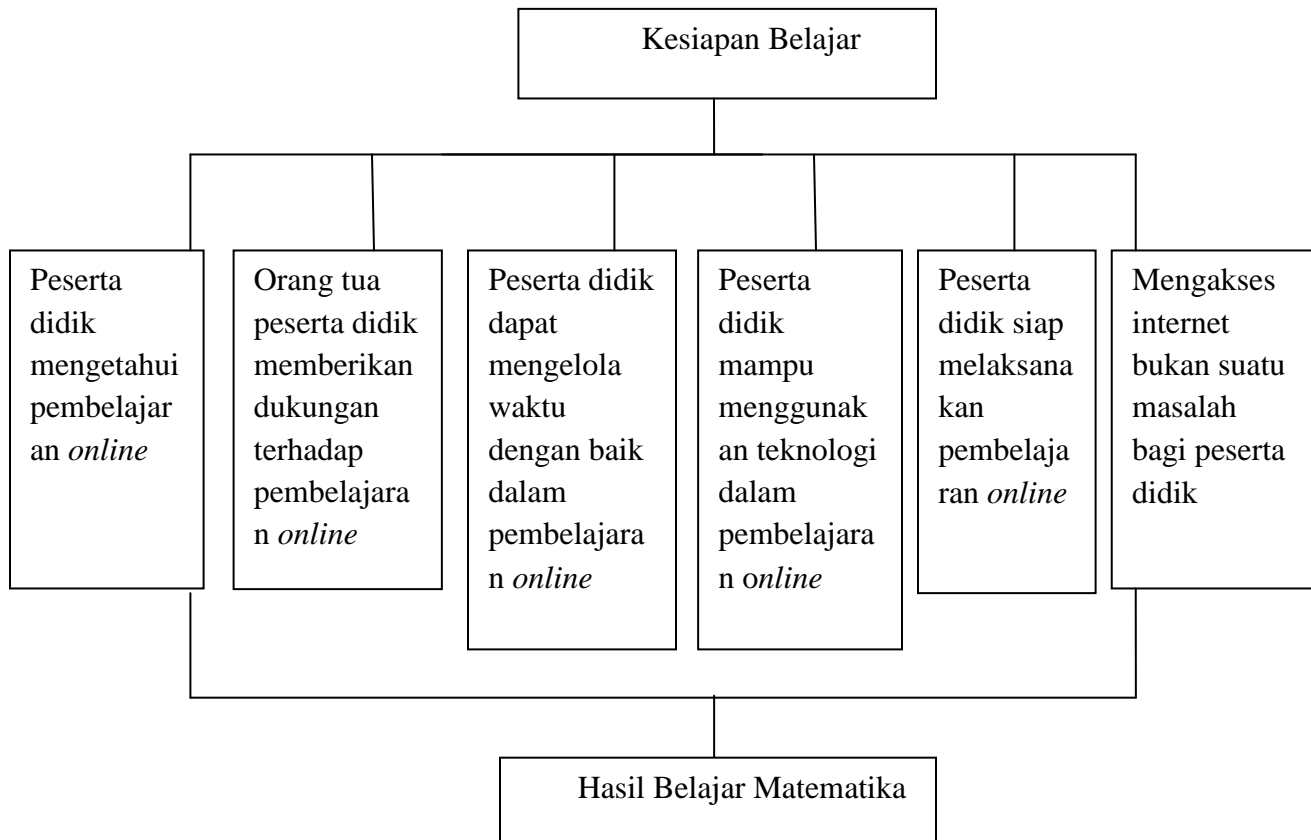 Kesiapan Belajar
Peserta
didik
mengetahui
pembelajar
an online
Orang tua
peserta didik
memberikan
dukungan
terhadap
pembelajara
n online
Peserta didik
dapat
mengelola
waktu
dengan baik
dalam
pembelajara
n online
Peserta
didik
mampu
menggunak
an teknologi
dalam
pembelajara
n online
Peserta
didik siap
melaksana
kan
pembelaja
ran online
Mengakses
internet
bukan suatu
masalah
bagi peserta
didik
Hasil Belajar Matematika